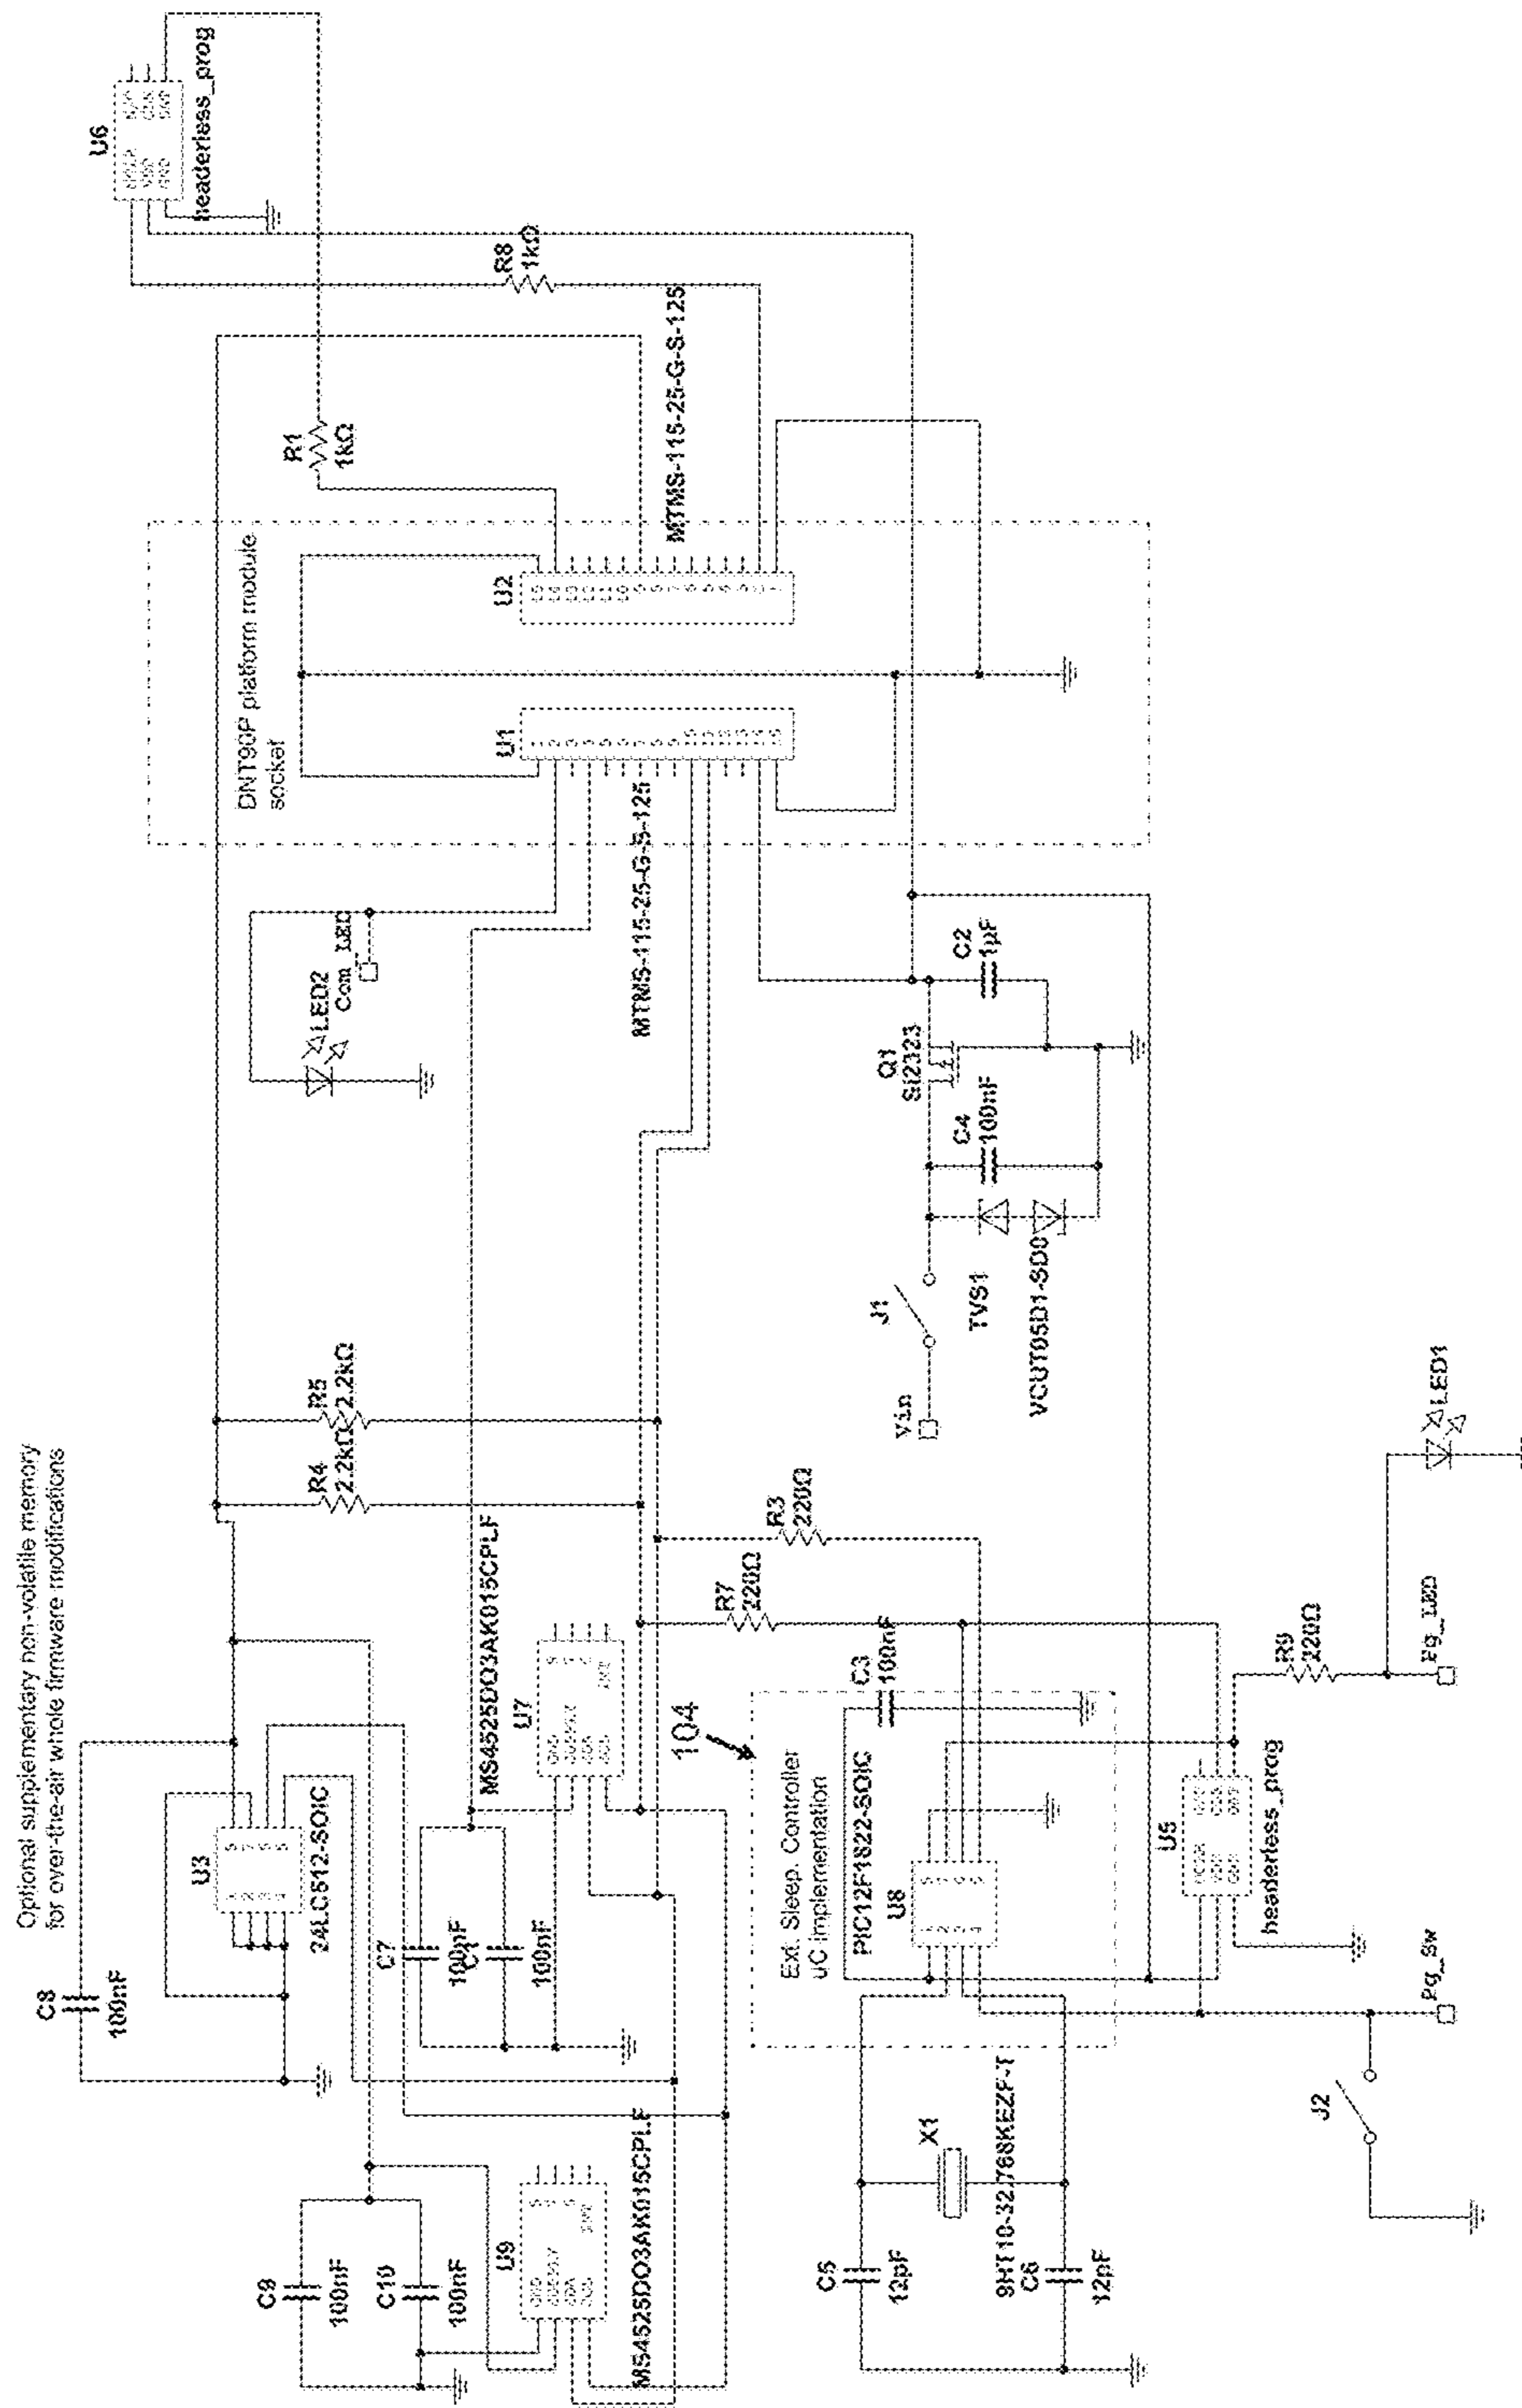 Optional supplementary non-volatile memory
for over-the-air whole firmware modifications
C8
100nF
U3
24LC512-SOIC
C9
100nF
C10
100nF
U9
MS4525DO3AK015CPLF
C7
100nF
100nF
U7
MS4525DO3AK015CPLF
R4
2.2kΩ
R5
2.2kΩ
LED2
Com_LED
DNT90P platform module
socket
U1
MTMS-115-25-G-S-125
U2
MTMS-115-25-G-S-125
R1
1kΩ
R8
1kΩ
U6
headerless_prog
104
Ext. Sleep. Controller
uC Implementation
PIC12F1822-SOIC
U8
C3
100nF
R7
220Ω
R3
220Ω
Vin
J1
TVS1
VCUT05D1-SD0
C4
100nF
Q1
Si2323
C2
1µF
C5
12pF
X1
9HT10-32.768KEZF-T
C6
12pF
U5
headerless_prog
R9
220Ω
J2
Pg_Sw
Pg_LED
LED1